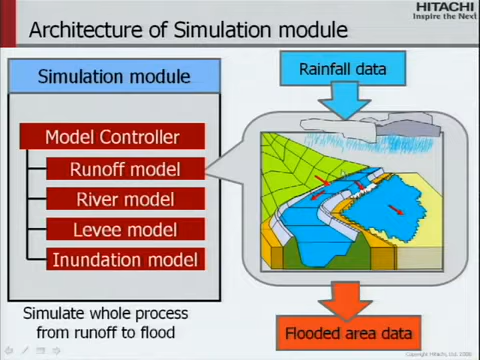 HITACHI
Inspire the Next
Architecture of Simulation module
Simulation module
Model Controller
Runoff model
River model
Levee model
Inundation model
Simulate whole process
from runoff to flood
Rainfall data
Flooded area data